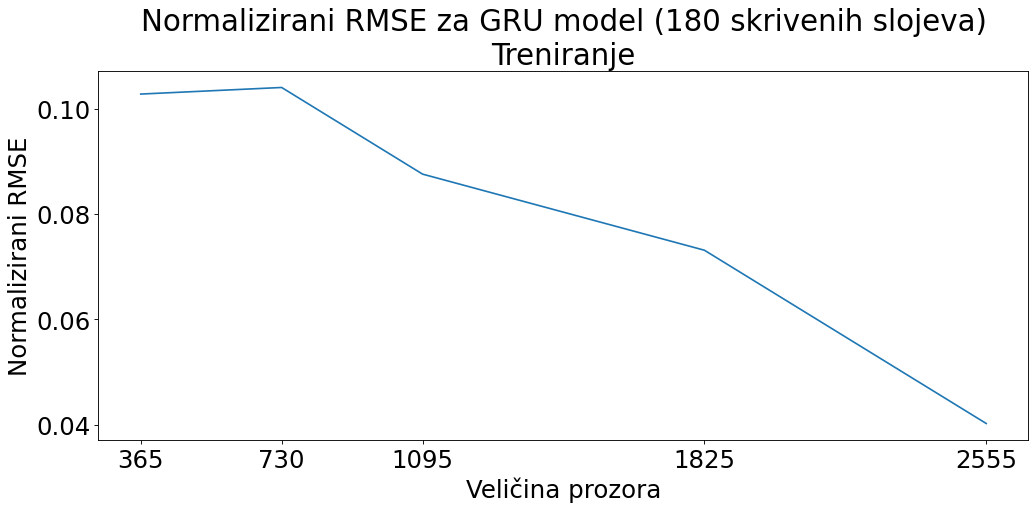 Normalizirani RMSE za GRU model (180 skrivenih slojeva)
Treniranje
Normalizirani RMSE
0.10
0.08
0.06
0.04
365 730 1095 1825 2555
Veličina prozora